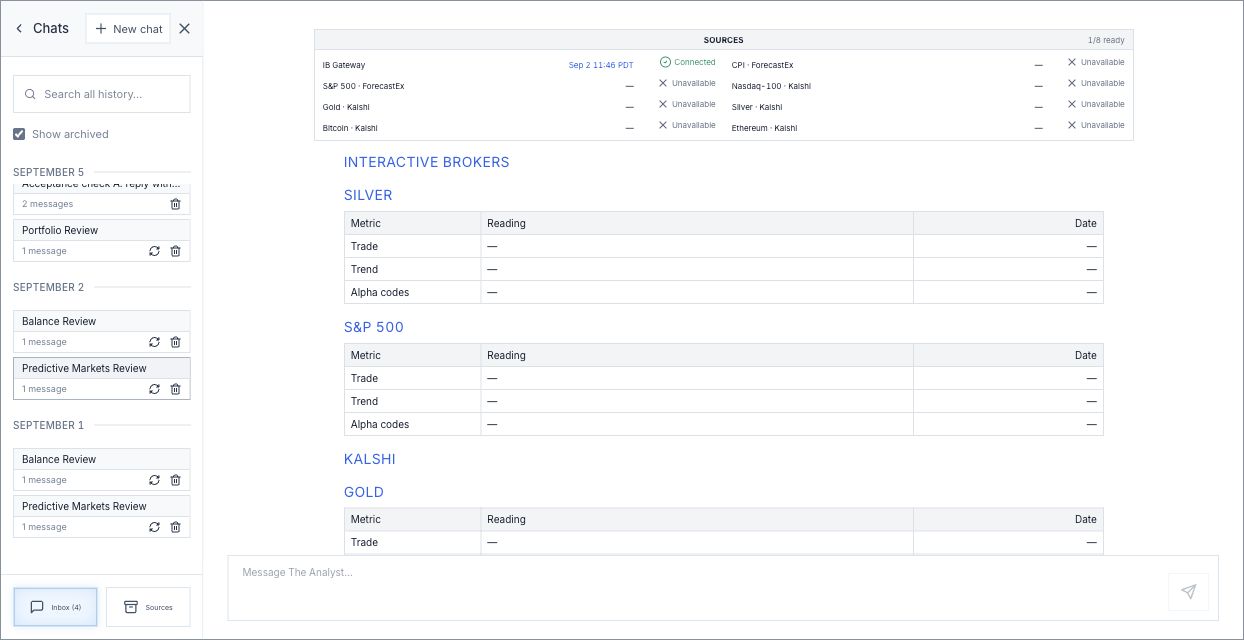 Chats
New chat
Search all history...
Show archived
SEPTEMBER 5
Acceptance check A: reply with...
2 messages
Portfolio Review
1 message
SEPTEMBER 2
Balance Review
1 message
Predictive Markets Review
1 message
SEPTEMBER 1
Balance Review
1 message
Predictive Markets Review
1 message
Inbox (4)
Sources
SOURCES 1/8 ready
IB Gateway Sep 2 11:46 PDT Connected CPI · ForecastEx — Unavailable
S&P 500 · ForecastEx — Unavailable Nasdaq-100 · Kalshi — Unavailable
Gold · Kalshi — Unavailable Silver · Kalshi — Unavailable
Bitcoin · Kalshi — Unavailable Ethereum · Kalshi — Unavailable
INTERACTIVE BROKERS
SILVER
Metric Reading Date
Trade — —
Trend — —
Alpha codes — —
S&P 500
Metric Reading Date
Trade — —
Trend — —
Alpha codes — —
KALSHI
GOLD
Metric Reading Date
Trade — —
Message The Analyst...